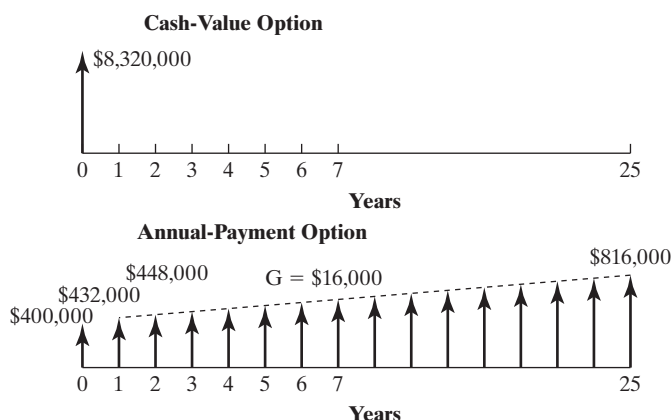 Cash-Value Option
$8,320,000
0 1 2 3 4 5 6 7 25
Years
Annual-Payment Option
$816,000
$448,000 G = $16,000
$432,000
$400,000
0 1 2 3 4 5 6 7 25
Years